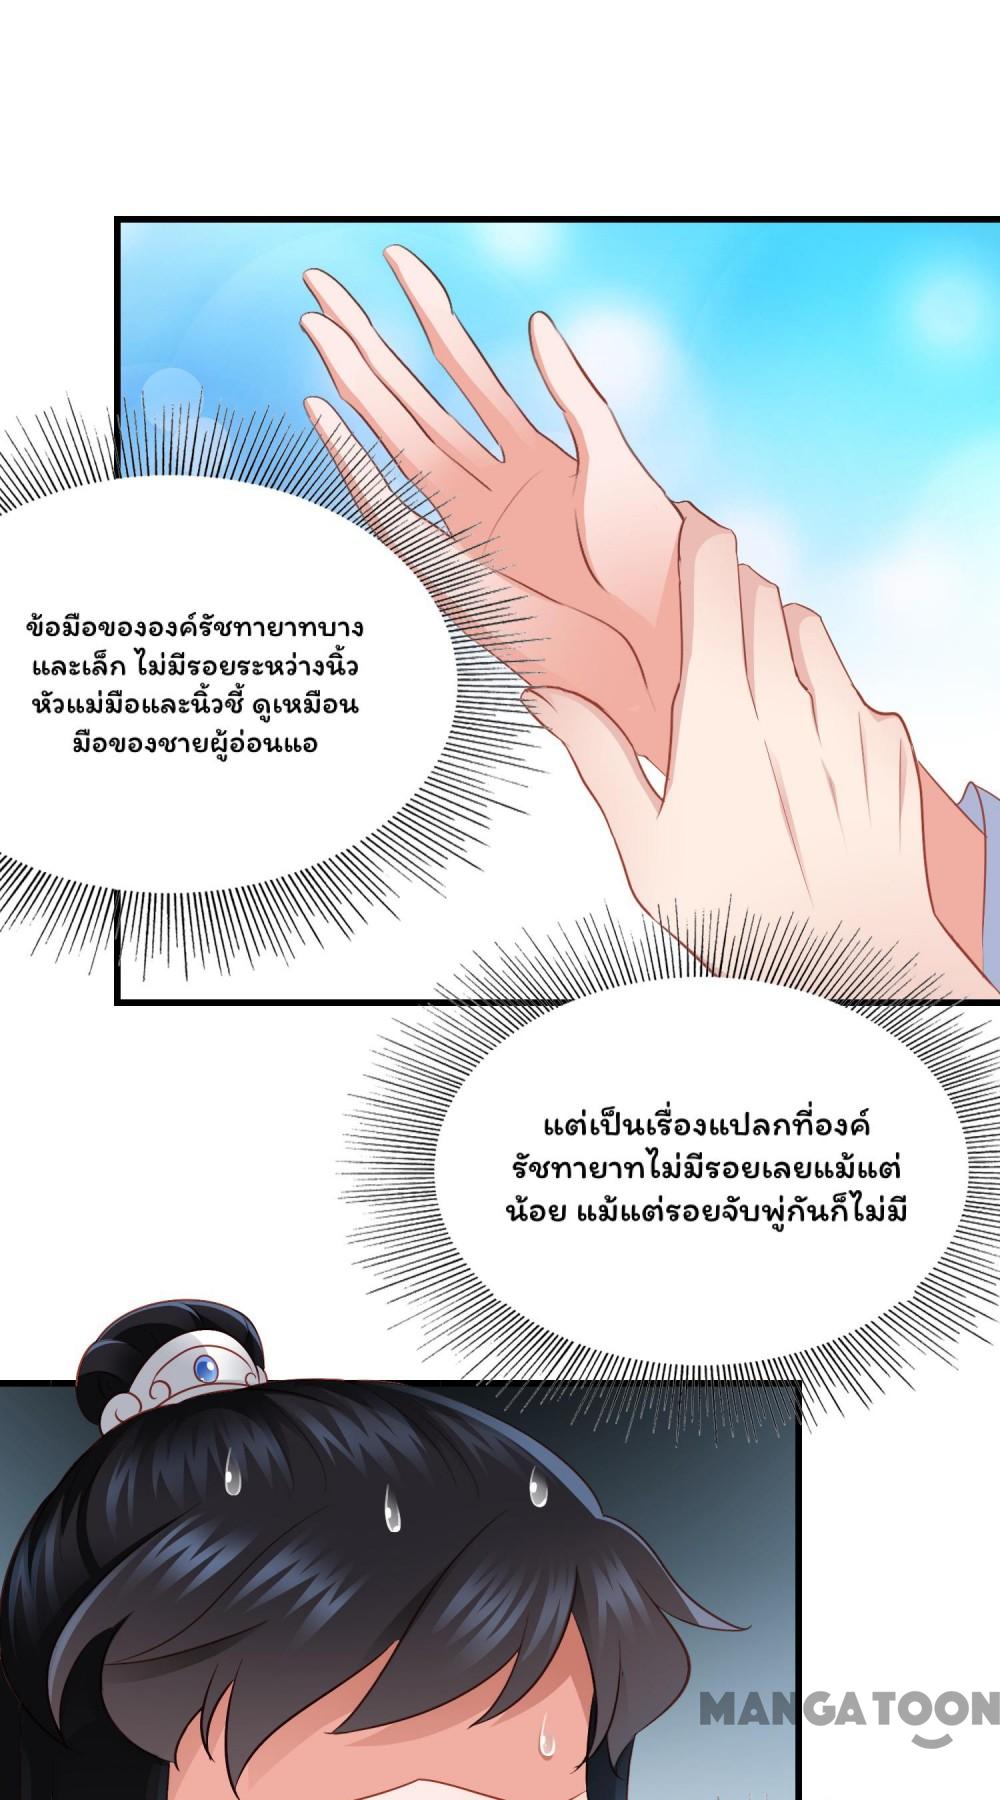 ข้อมือขององค์รัชทายาทบาง
และเล็ก ไม่มีรอยระหว่างนิ้ว
หัวแม่มือและนิ้วชี้ ดูเหมือน
มือของชายผู้อ่อนแอ
แต่เป็นเรื่องแปลกที่องค์
รัชทายาทไม่มีรอยเลยแม้แต่
น้อย แม้แต่รอยจับพู่กันก็ไม่มี
MANGATOON